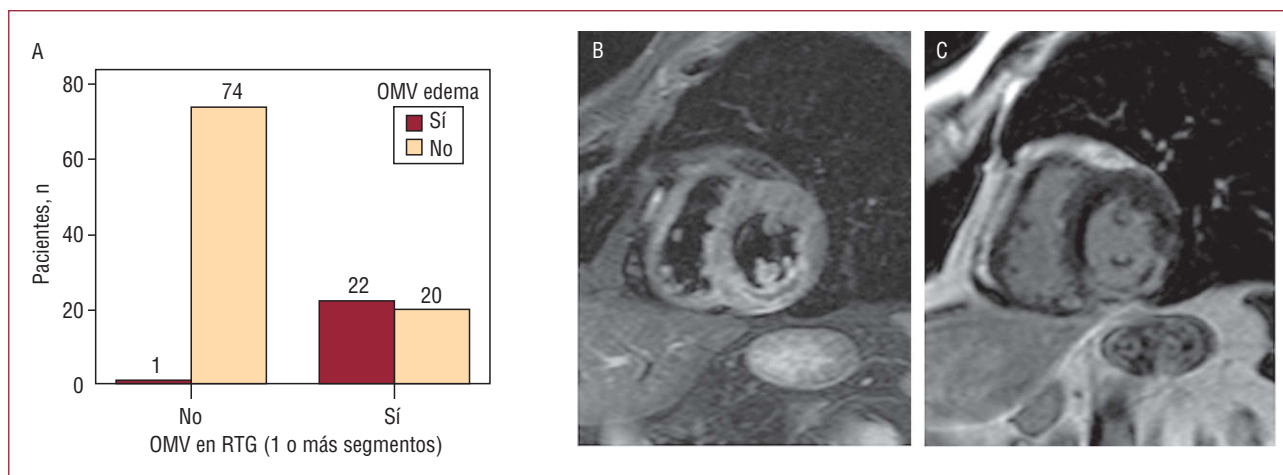 A
80
60
40
20
0
Pacientes, n
74
1
22
20
OMV edema
Sí
No
No
Sí
OMV en RTG (1 o más segmentos)
B
C